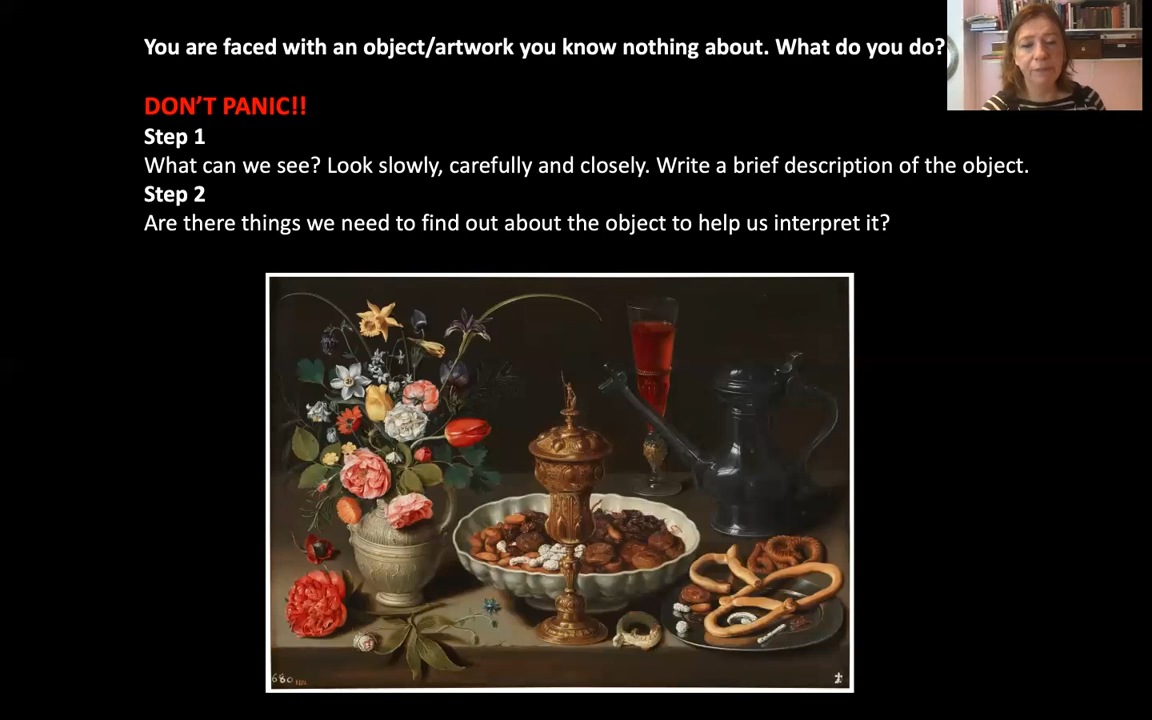 You are faced with an object/artwork you know nothing about. What do you do?
DON'T PANIC!!
Step 1
What can we see? Look slowly, carefully and closely. Write a brief description of the object.
Step 2
Are there things we need to find out about the object to help us interpret it?
680